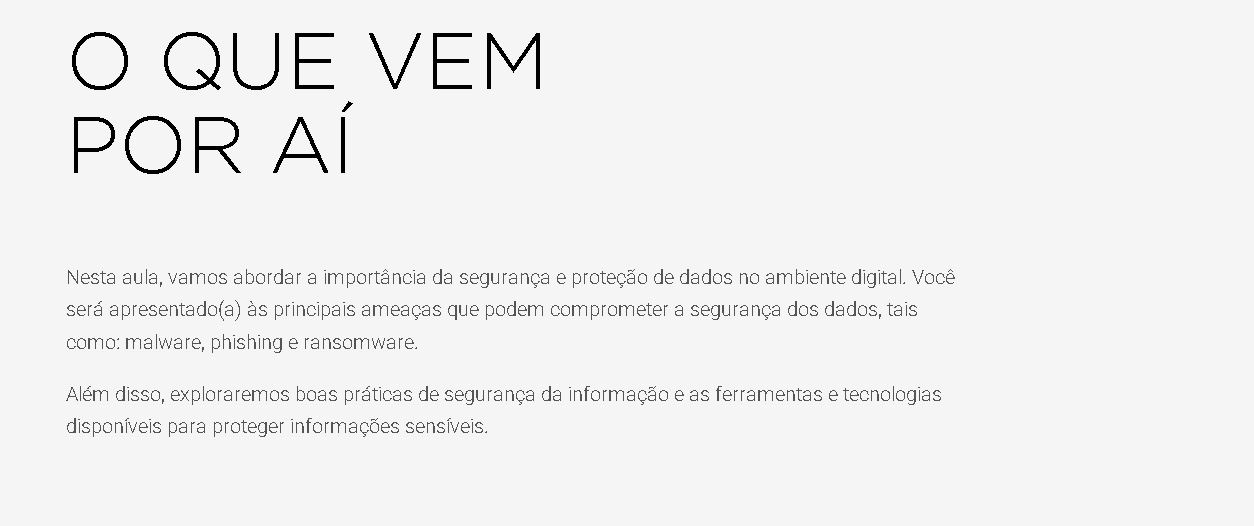 O QUE VEM
POR AÍ
Nesta aula, vamos abordar a importância da segurança e proteção de dados no ambiente digital. Você
será apresentado(a) às principais ameaças que podem comprometer a segurança dos dados, tais
como: malware, phishing e ransomware.
Além disso, exploraremos boas práticas de segurança da informação e as ferramentas e tecnologias
disponíveis para proteger informações sensíveis.